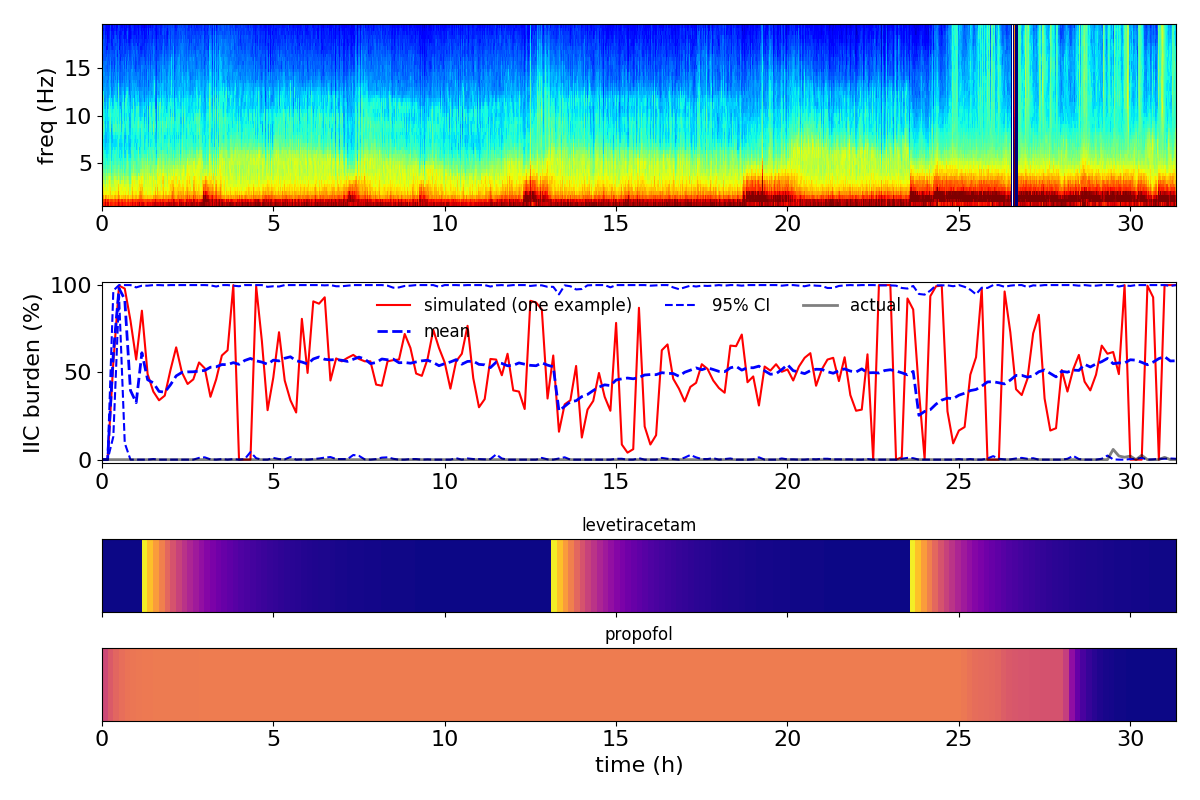 freq (Hz)
15
10
5
0 5 10 15 20 25 30
IIC burden (%)
100
50
0
simulated (one example) 95% CI actual
mean
0 5 10 15 20 25 30
levetiracetam
propofol
0 5 10 15 20 25 30
time (h)